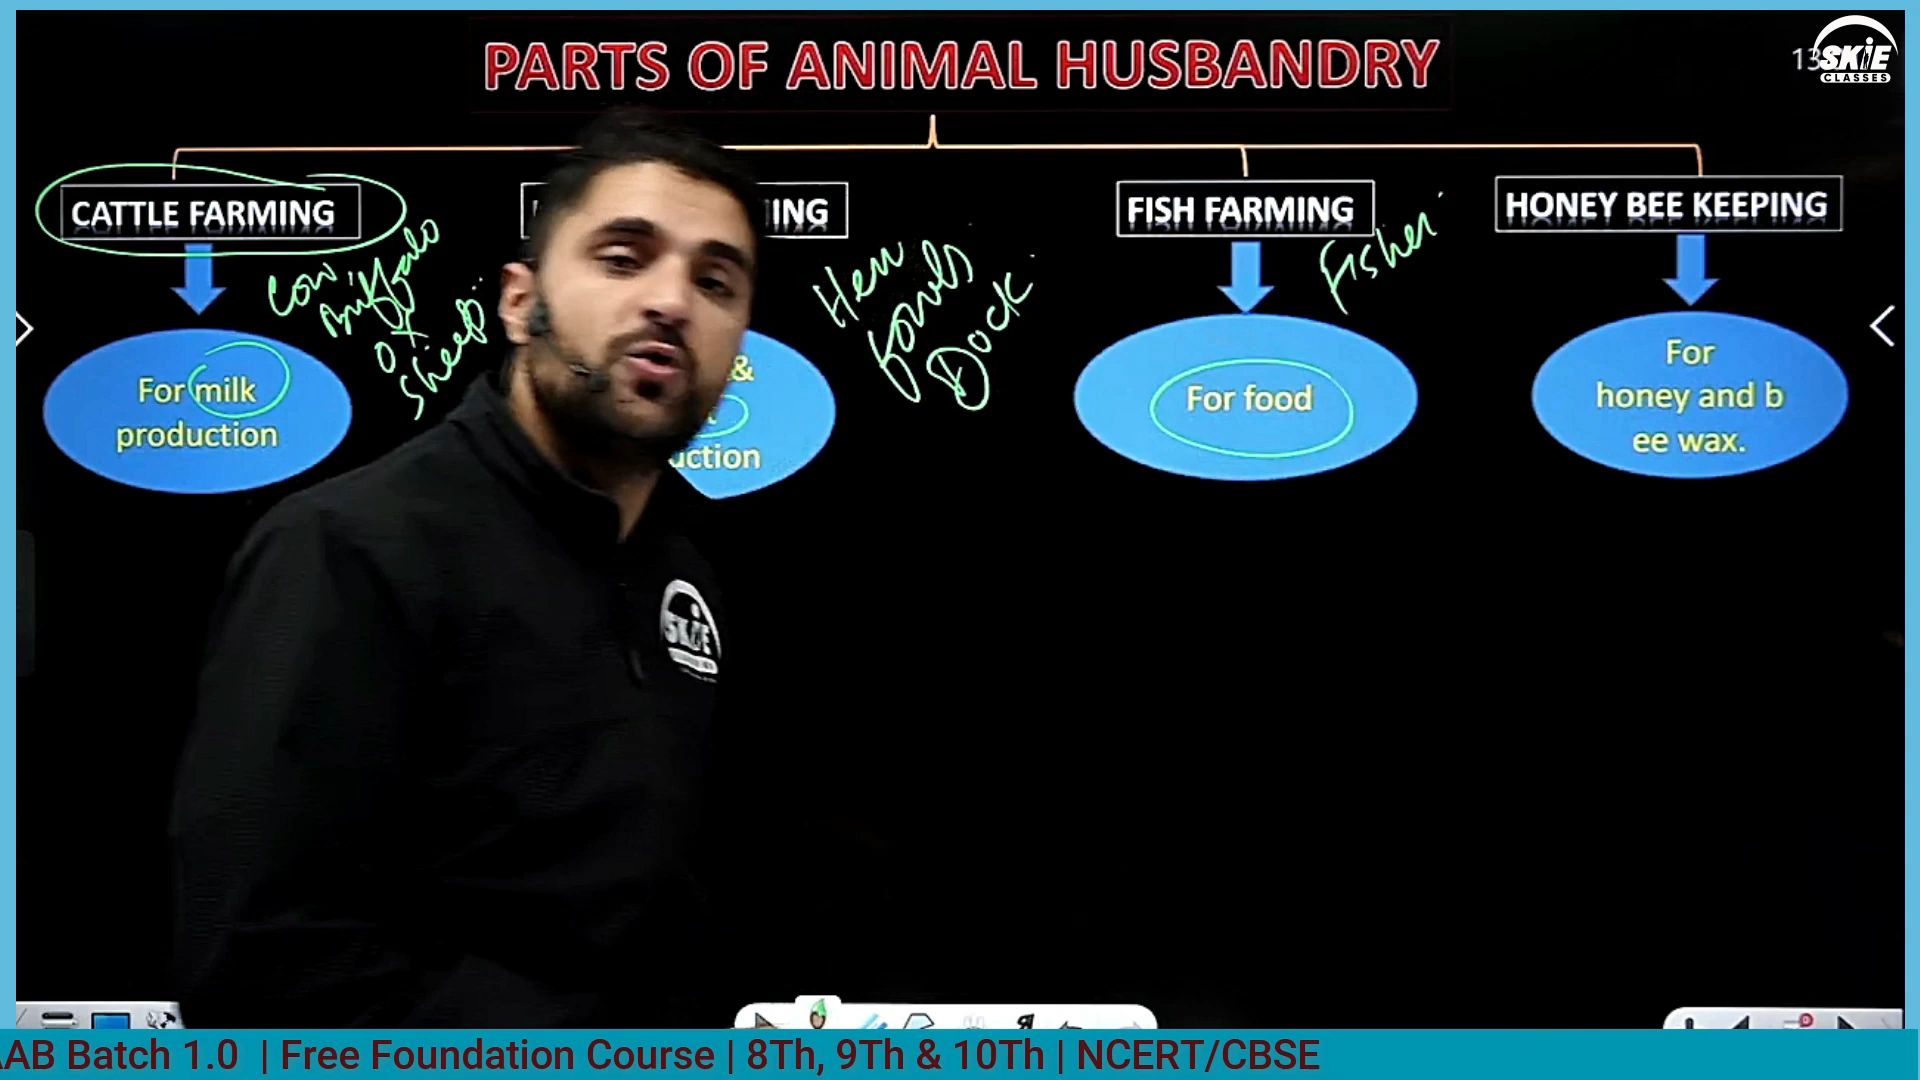 PARTS OF ANIMAL HUSBANDRY
13
SKiE
CLASSES
CATTLE FARMING
ING
FISH FARMING
HONEY BEE KEEPING
Cow
Buffalo
Ox
Sheep
Hen
fowls
Duck
Fisher
For milk
production
&
uction
For food
For
honey and b
ee wax.
SKiE
AAB Batch 1.0 | Free Foundation Course | 8Th, 9Th & 10Th | NCERT/CBSE